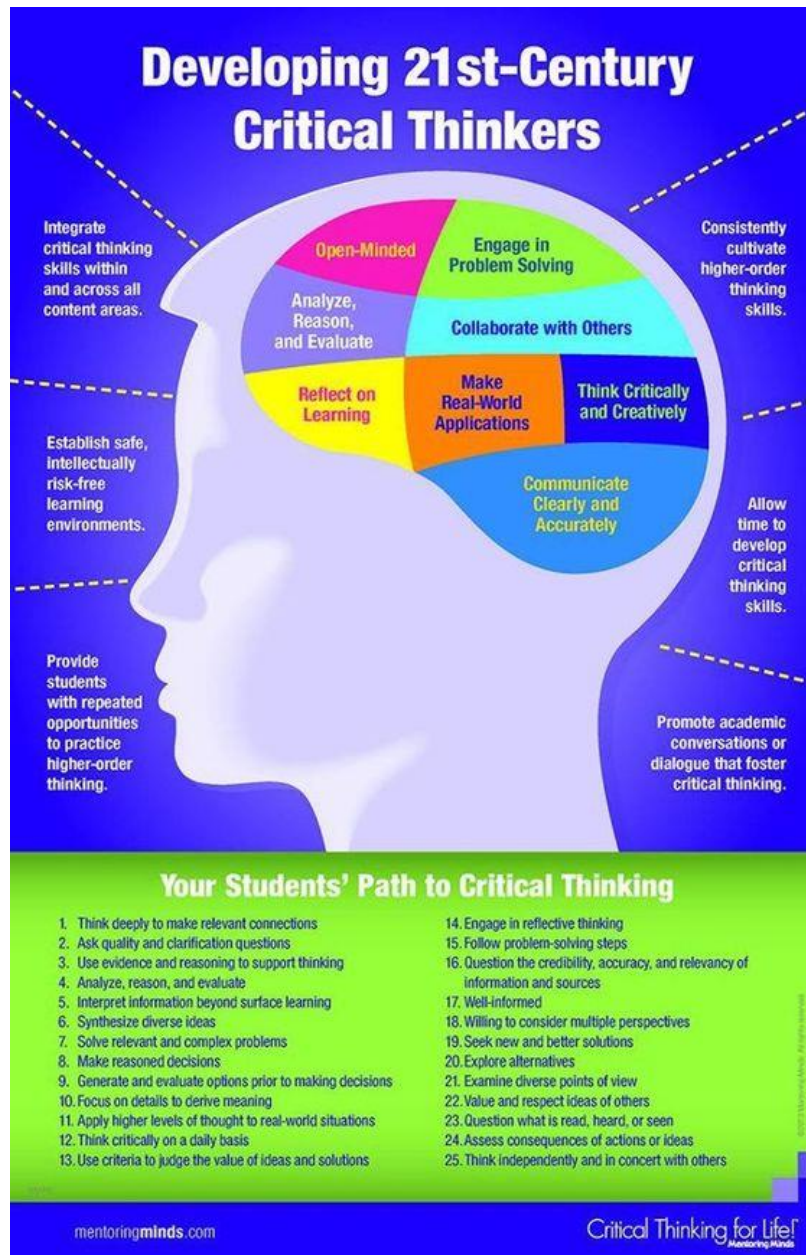 Developing 21st-Century
Critical Thinkers
Integrate
critical thinking
skills within
and across all
content areas.
Establish safe,
intellectually
risk-free
learning
environments.
Provide
students
with repeated
opportunities
to practice
higher-order
thinking.
Open-Minded
Engage in
Problem Solving
Analyze,
Reason,
and Evaluate
Collaborate with Others
Reflect on
Learning
Make
Real-World
Applications
Think Critically
and Creatively
Communicate
Clearly and
Accurately
Consistently
cultivate
higher-order
thinking
skills.
Allow
time to
develop
critical
thinking
skills.
Promote academic
conversations or
dialogue that foster
critical thinking.
Your Students' Path to Critical Thinking
1. Think deeply to make relevant connections
2. Ask quality and clarification questions
3. Use evidence and reasoning to support thinking
4. Analyze, reason, and evaluate
5. Interpret information beyond surface learning
6. Synthesize diverse ideas
7. Solve relevant and complex problems
8. Make reasoned decisions
9. Generate and evaluate options prior to making decisions
10. Focus on details to derive meaning
11. Apply higher levels of thought to real-world situations
12. Think critically on a daily basis
13. Use criteria to judge the value of ideas and solutions
14. Engage in reflective thinking
15. Follow problem-solving steps
16. Question the credibility, accuracy, and relevancy of
information and sources
17. Well-informed
18. Willing to consider multiple perspectives
19. Seek new and better solutions
20. Explore alternatives
21. Examine diverse points of view
22. Value and respect ideas of others
23. Question what is read, heard, or seen
24. Assess consequences of actions or ideas
25. Think independently and in concert with others
mentoringminds.com
Critical Thinking for Life!
Mentoring Minds